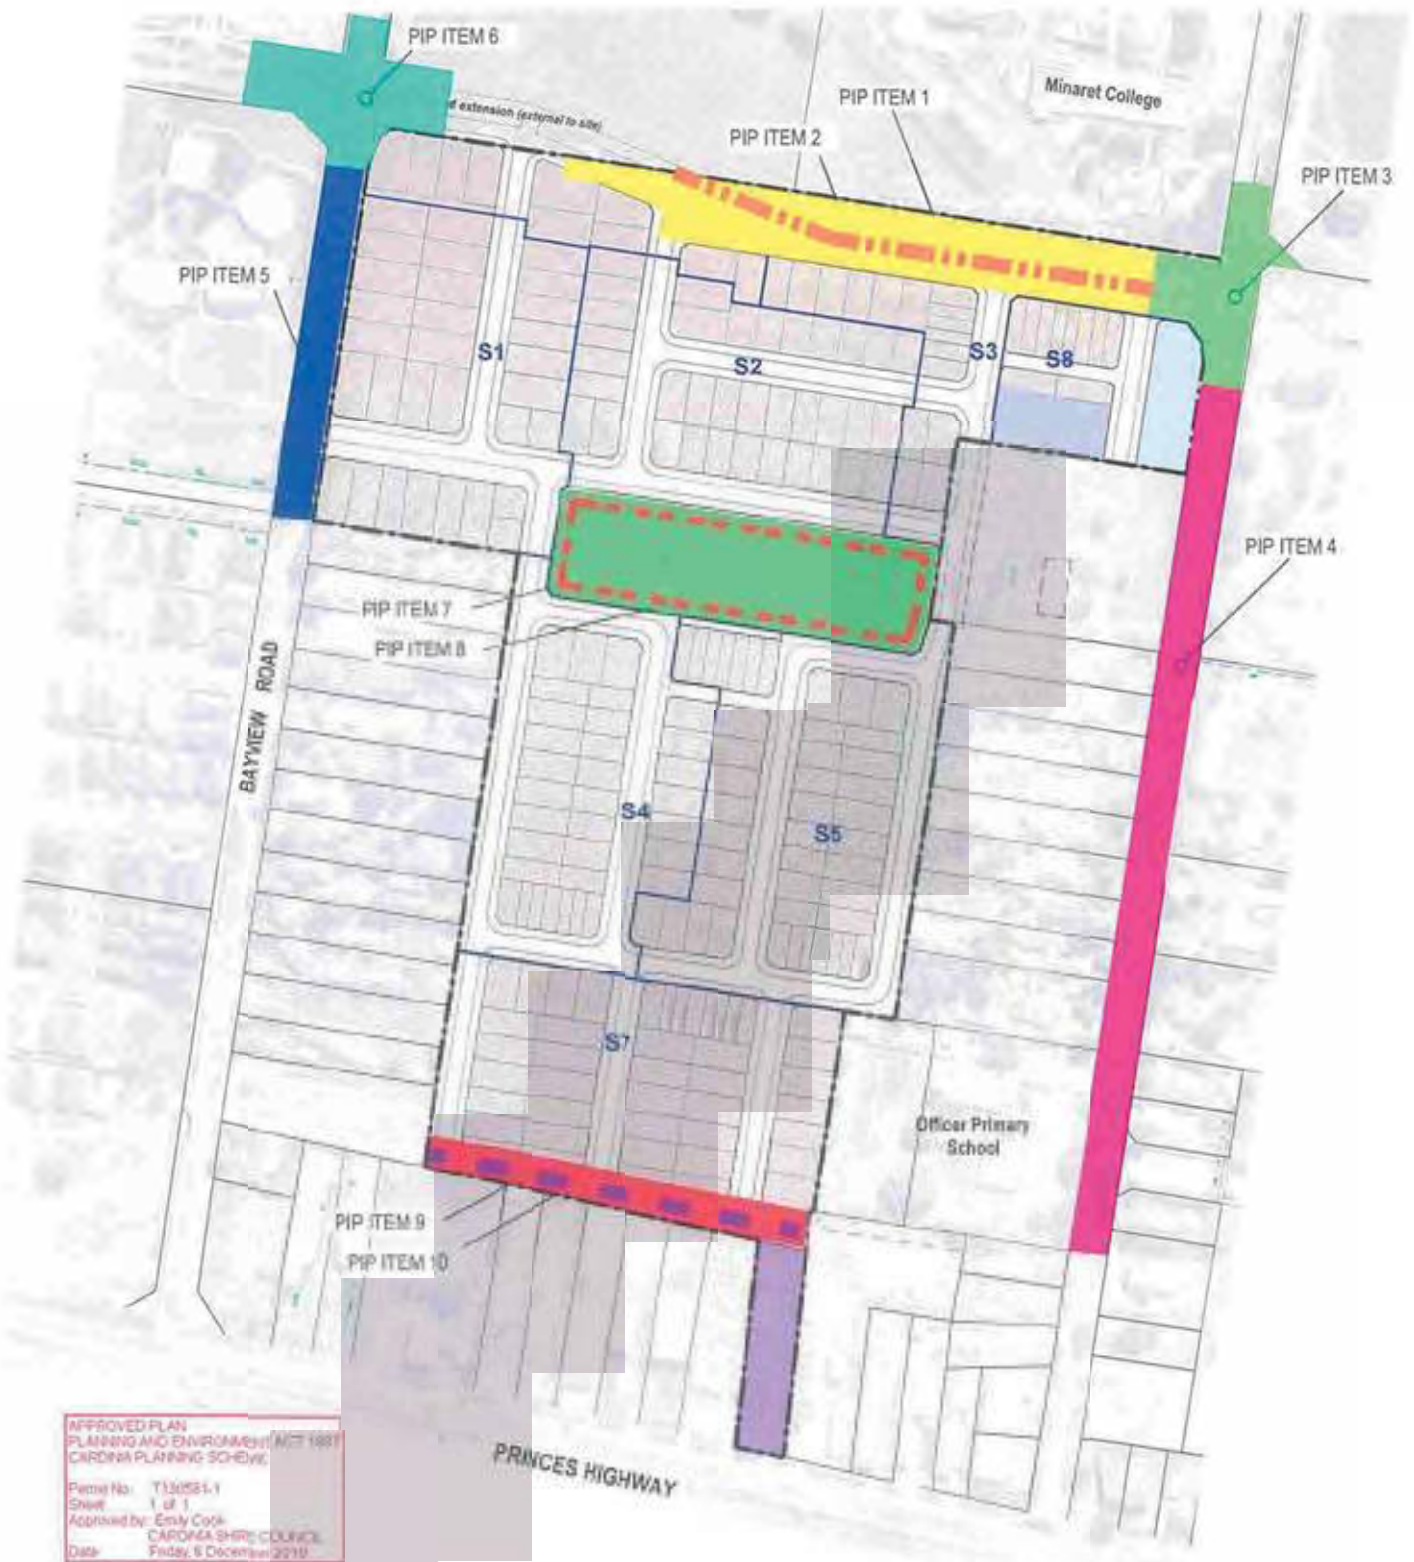 PIP ITEM 6
PIP ITEM 1
Minaret College
extension (external to site)
PIP ITEM 2
PIP ITEM 3
PIP ITEM 5
S1
S2
S3
S8
PIP ITEM 4
PIP ITEM 7
PIP ITEM 8
BAYVIEW ROAD
S4
S5
S7
Officer Primary
School
PIP ITEM 9
PIP ITEM 10
PRINCES HIGHWAY
APPROVED PLAN
PLANNING AND ENVIRONMENT ACT 1987
CARDINIA PLANNING SCHEME
Permit No: T130581-1
Sheet 1 of 1
Approved by: Emily Cook
CARDINIA SHIRE COUNCIL
Date: Friday, 6 December 2019